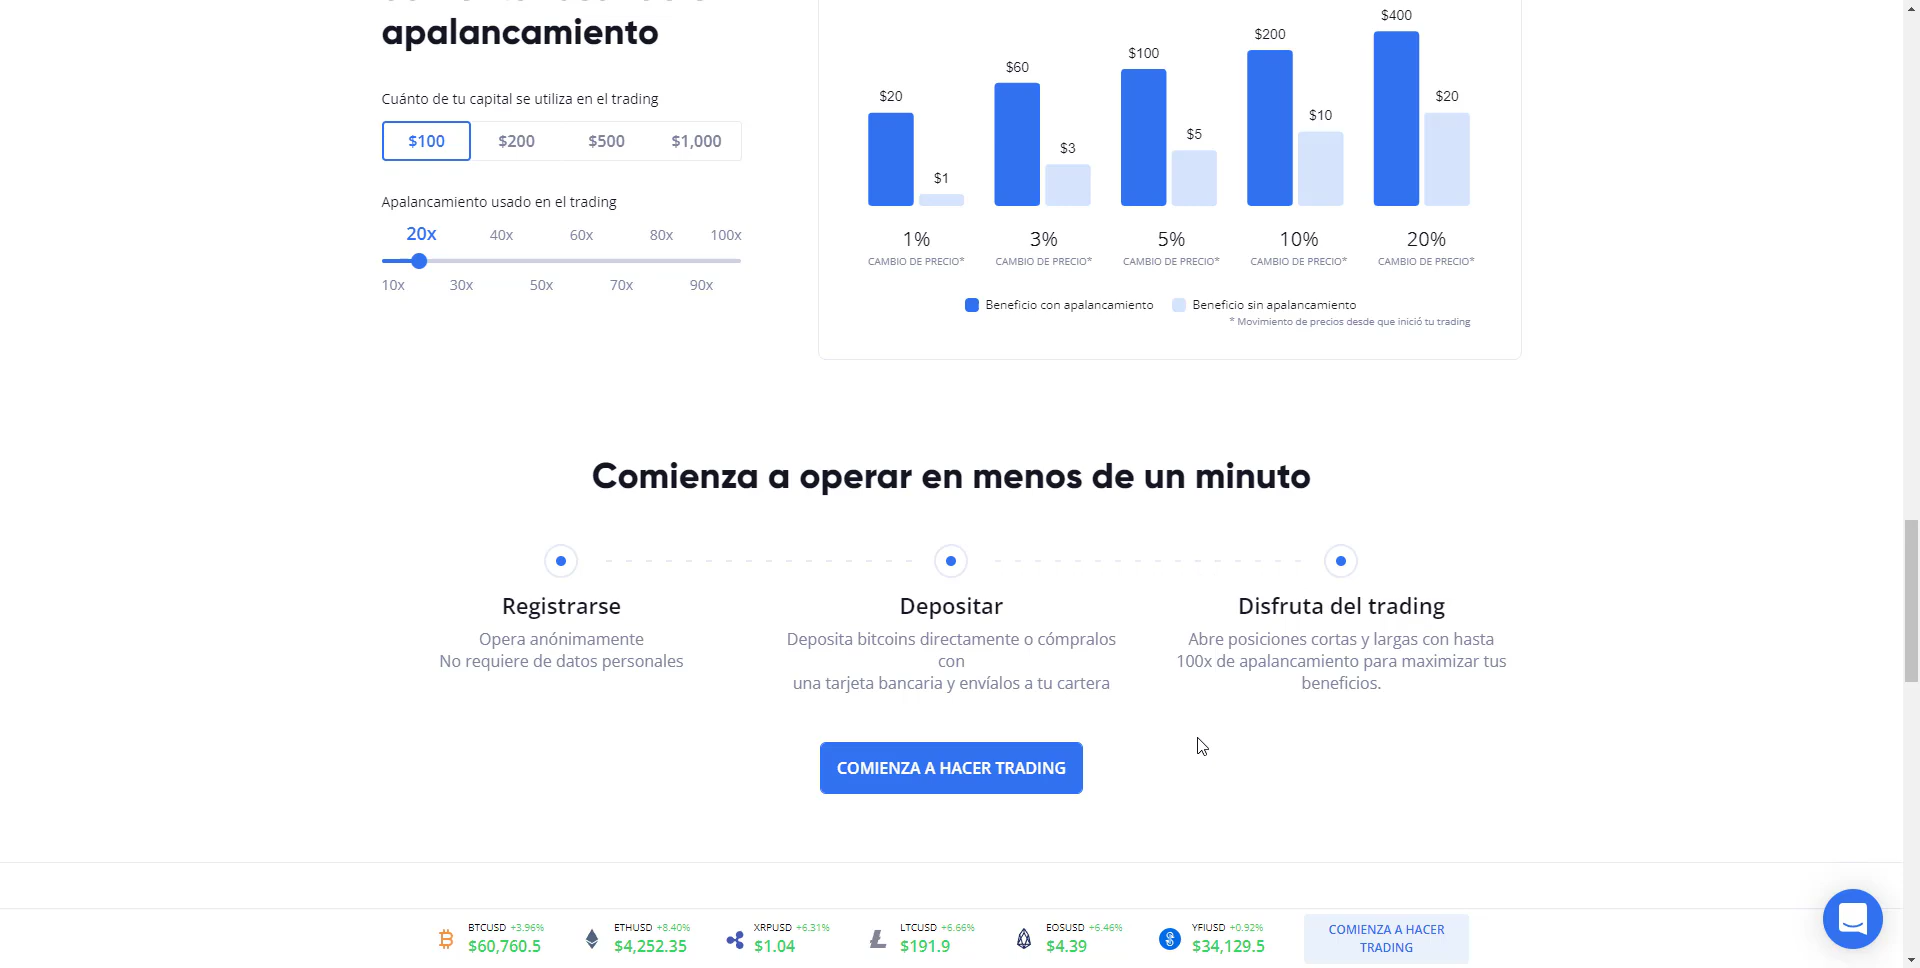 apalancamiento
Cuánto de tu capital se utiliza en el trading
$100 $200 $500 $1,000
Apalancamiento usado en el trading
20x 40x 60x 80x 100x
10x 30x 50x 70x 90x
$20 $1 $60 $3 $100 $5 $200 $10 $400 $20
1% 3% 5% 10% 20%
CAMBIO DE PRECIO* CAMBIO DE PRECIO* CAMBIO DE PRECIO* CAMBIO DE PRECIO* CAMBIO DE PRECIO*
Beneficio con apalancamiento Beneficio sin apalancamiento
* Movimiento de precios desde que inició tu trading
Comienza a operar en menos de un minuto
Registrarse
Opera anónimamente
No requiere de datos personales
Depositar
Deposita bitcoins directamente o cómpralos
con
una tarjeta bancaria y envíalos a tu cartera
Disfruta del trading
Abre posiciones cortas y largas con hasta
100x de apalancamiento para maximizar tus
beneficios.
COMIENZA A HACER TRADING
BTCUSD +3.96%
$60,760.5
ETHUSD +8.40%
$4,252.35
XRPUSD +6.31%
$1.04
LTCUSD +6.66%
$191.9
EOSUSD +6.46%
$4.39
YFIUSD +0.92%
$34,129.5
COMIENZA A HACER
TRADING